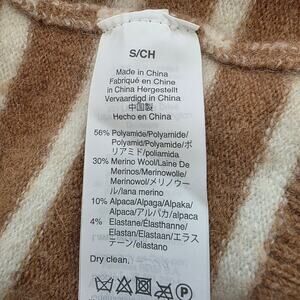 S/CH
Made in China
Fabriqué en Chine
in China Hergestellt
Vervaardigd in China
中国製
Hecho en China
56% Polyamide/Polyamide/
Polyamide/Polyamide/ポ
リアミド/poliamida
30% Merino Wool/Laine De
Merinos/Merinowolle/
Merinowol/メリノウー
ル/lana merino
10% Alpaca/Alpaga/Alpaka/
Alpaca/アルパカ/alpaca
4% Elastane/Élasthanne/
Elastan/Elastaan/エラス
テーン/elastano
Dry clean,